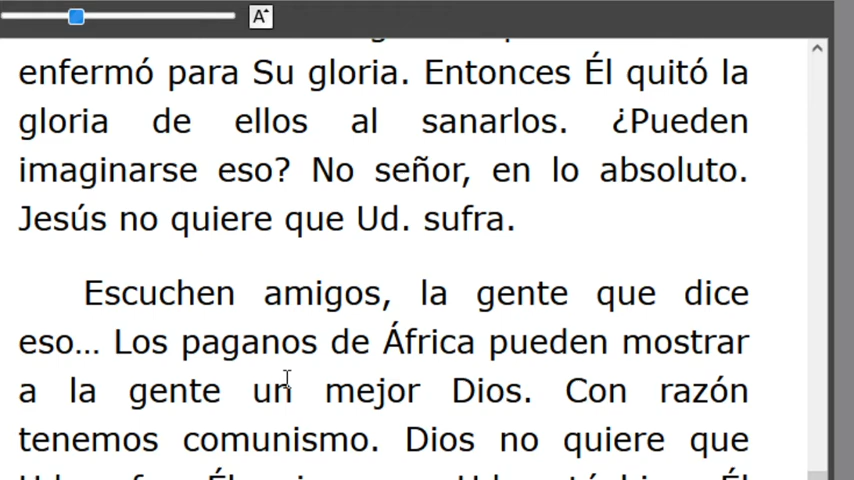 A
enfermó para Su gloria. Entonces Él quitó la
gloria de ellos al sanarlos. ¿Pueden
imaginarse eso? No señor, en lo absoluto.
Jesús no quiere que Ud. sufra.
Escuchen amigos, la gente que dice
eso... Los paganos de África pueden mostrar
a la gente un mejor Dios. Con razón
tenemos comunismo. Dios no quiere que